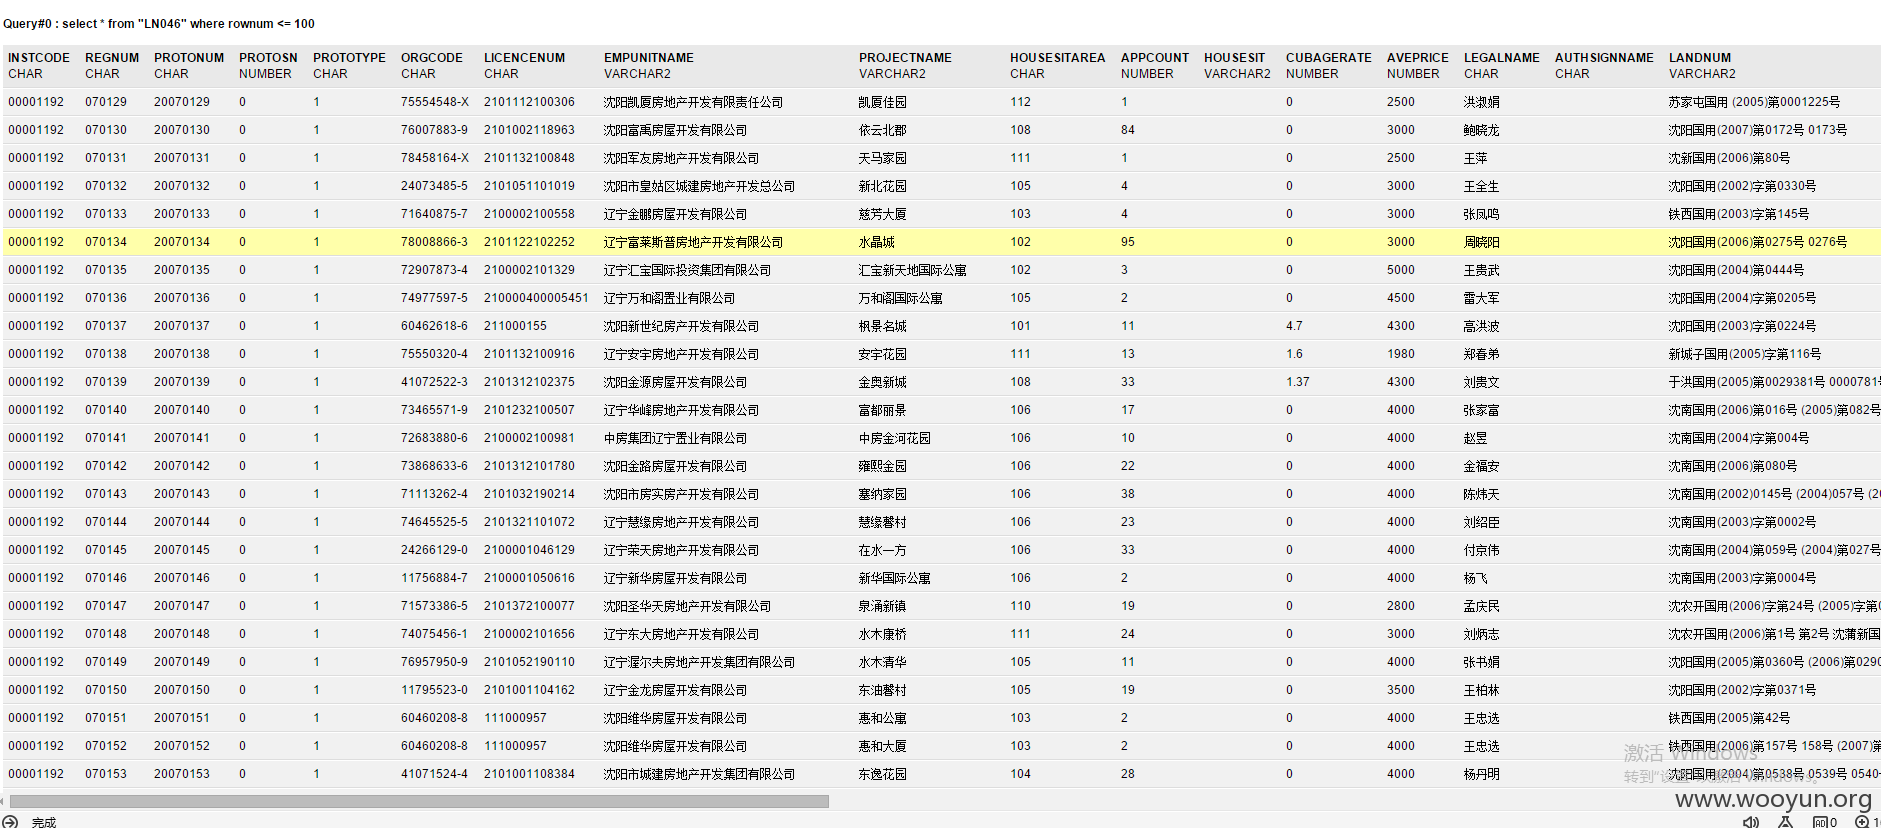 Query#0 : select * from "LN046" where rownum <= 100
INSTCODE REGNUM PROTONUM PROTOSN PROTOTYPE ORGCODE LICENCENUM EMPUNITNAME PROJECTNAME HOUSESITAREA APPCOUNT HOUSESIT CUBAGERATE AVEPRICE LEGALNAME AUTHSIGNNAME LANDNUM
CHAR CHAR CHAR NUMBER CHAR CHAR CHAR VARCHAR2 VARCHAR2 CHAR NUMBER VARCHAR2 NUMBER NUMBER CHAR CHAR VARCHAR2
00001192 070129 20070129 0 1 75554548-X 2101112100306 沈阳凯厦房地产开发有限责任公司 凯厦佳园 112 1 0 2500 洪淑娟 苏家屯国用 (2005)第0001225号
00001192 070130 20070130 0 1 76007883-9 2101002118963 沈阳富禹房屋开发有限公司 依云北郡 108 84 0 3000 鲍晓龙 沈阳国用(2007)第0172号 0173号
00001192 070131 20070131 0 1 78458164-X 2101132100848 沈阳军友房地产开发有限公司 天马家园 111 1 0 2500 王萍 沈新国用(2006)第80号
00001192 070132 20070132 0 1 24073485-5 2101051101019 沈阳市皇姑区城建房地产开发总公司 新北花园 105 4 0 3000 王全生 沈阳国用(2002)字第0330号
00001192 070133 20070133 0 1 71640875-7 2100002100558 辽宁金鹏房屋开发有限公司 慈芳大厦 103 4 0 3000 张凤鸣 铁西国用(2003)字第145号
00001192 070134 20070134 0 1 78008866-3 2101122102252 辽宁富莱斯普房地产开发有限公司 水晶城 102 95 0 3000 周晓阳 沈阳国用(2006)第0275号 0276号
00001192 070135 20070135 0 1 72907873-4 2100002101329 辽宁汇宝国际投资集团有限公司 汇宝新天地国际公寓 102 3 0 5000 王贵武 沈阳国用(2004)第0444号
00001192 070136 20070136 0 1 74977597-5 210000400005451 辽宁万和阁置业有限公司 万和阁国际公寓 105 2 0 4500 雷大军 沈阳国用(2004)字第0205号
00001192 070137 20070137 0 1 60462618-6 211000155 沈阳新世纪房产开发有限公司 枫景名城 101 11 4.7 4300 高洪波 沈阳国用(2003)字第0224号
00001192 070138 20070138 0 1 75550320-4 2101132100916 辽宁安宇房地产开发有限公司 安宇花园 111 13 1.6 1980 郑春弟 新城子国用(2005)字第116号
00001192 070139 20070139 0 1 41072522-3 2101312102375 沈阳金源房屋开发有限公司 金奥新城 108 33 1.37 4300 刘贵文 于洪国用(2005)第0029381号 0000781号
00001192 070140 20070140 0 1 73465571-9 2101232100507 辽宁华峰房地产开发有限公司 富都丽景 106 17 0 4000 张家富 沈南国用(2006)第016号 (2005)第082号
00001192 070141 20070141 0 1 72683880-6 2100002100981 中房集团辽宁置业有限公司 中房金河花园 106 10 0 4000 赵昱 沈南国用(2004)字第004号
00001192 070142 20070142 0 1 73868633-6 2101312101780 沈阳金路房屋开发有限公司 雍熙金园 106 22 0 4000 金福安 沈南国用(2006)第080号
00001192 070143 20070143 0 1 71113262-4 2101032190214 沈阳市房实房产开发有限公司 塞纳家园 106 38 0 4000 陈炜天 沈南国用(2002)0145号 (2004)057号 (2
00001192 070144 20070144 0 1 74645525-5 2101321101072 辽宁慧缘房地产开发有限公司 慧缘馨村 106 23 0 4000 刘绍臣 沈南国用(2003)字第0002号
00001192 070145 20070145 0 1 24266129-0 2100001046129 辽宁荣天房地产开发有限公司 在水一方 106 33 0 4000 付京伟 沈南国用(2004)第059号 (2004)第027号
00001192 070146 20070146 0 1 11756884-7 2100001050616 辽宁新华房屋开发有限公司 新华国际公寓 106 2 0 4000 杨飞 沈南国用(2003)字第0004号
00001192 070147 20070147 0 1 71573386-5 2101372100077 沈阳圣华天房地产开发有限公司 泉涌新镇 110 19 0 2800 孟庆民 沈农开国用(2006)字第24号 (2005)字第
00001192 070148 20070148 0 1 74075456-1 2100002101656 辽宁东大房地产开发有限公司 水木康桥 111 24 0 3000 刘炳志 沈农开国用(2006)第1号 第2号 沈蒲新国
00001192 070149 20070149 0 1 76957950-9 2101052190110 辽宁渥尔夫房地产开发集团有限公司 水木清华 105 11 0 4000 张书娟 沈阳国用(2005)第0360号 (2006)第0290
00001192 070150 20070150 0 1 11795523-0 2101001104162 辽宁金龙房屋开发有限公司 东油馨村 105 19 0 3500 王柏林 沈阳国用(2002)字第0371号
00001192 070151 20070151 0 1 60460208-8 111000957 沈阳维华房屋开发有限公司 惠和公寓 103 2 0 4000 王忠选 铁西国用(2005)第42号
00001192 070152 20070152 0 1 60460208-8 111000957 沈阳维华房屋开发有限公司 惠和大厦 103 2 0 4000 王忠选 铁西国用(2006)第157号 158号 (2007)第
00001192 070153 20070153 0 1 41071524-4 2101001108384 沈阳市城建房地产开发集团有限公司 东逸花园 104 28 0 4000 杨丹明 沈阳国用(2004)第0538号 0539号 0540
激活 Windows
转到"设置"以激活 Windows。
www.wooyun.org
完成 0